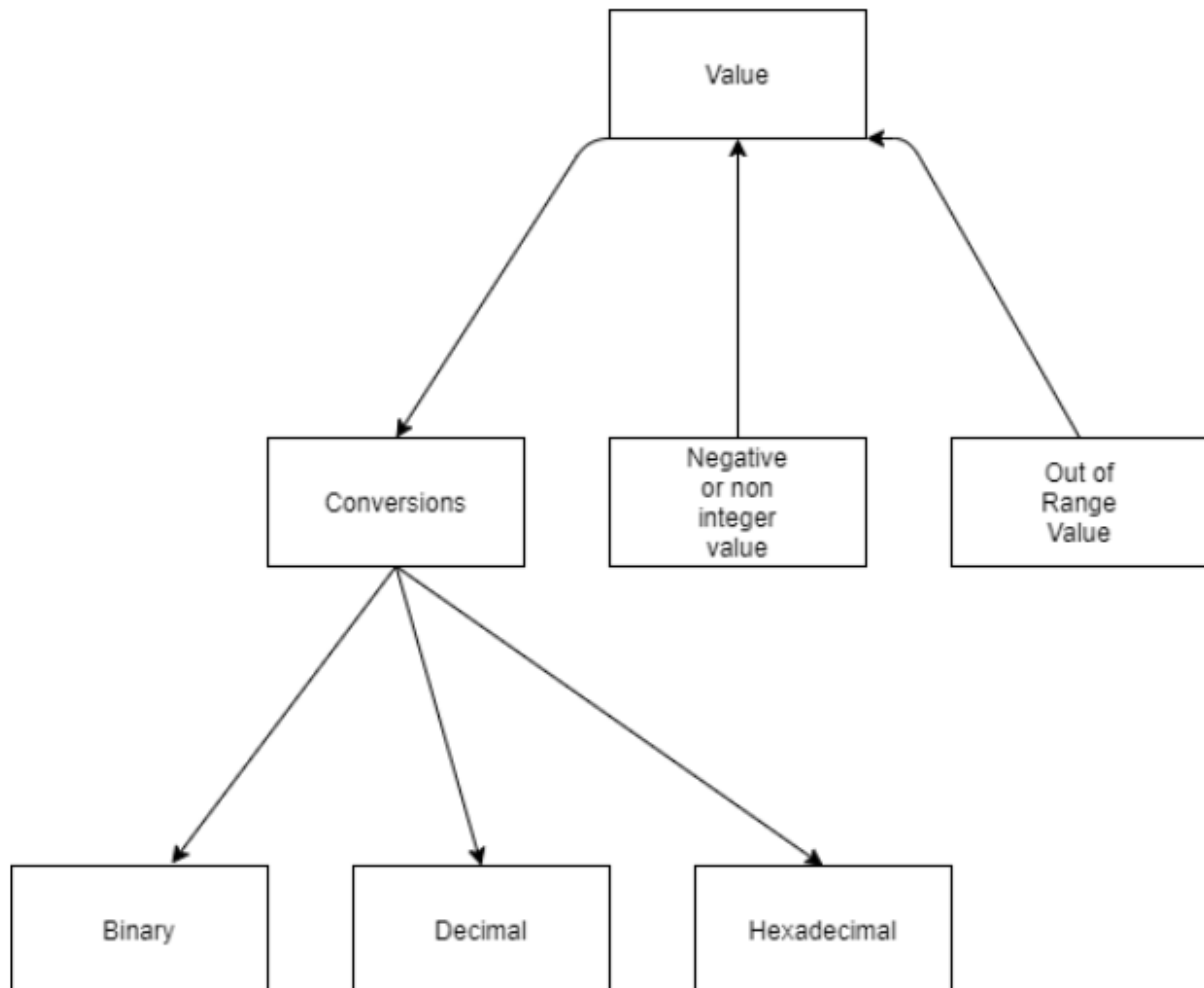 Value
Conversions
Negative
or non
integer
value
Out of
Range
Value
Binary
Decimal
Hexadecimal